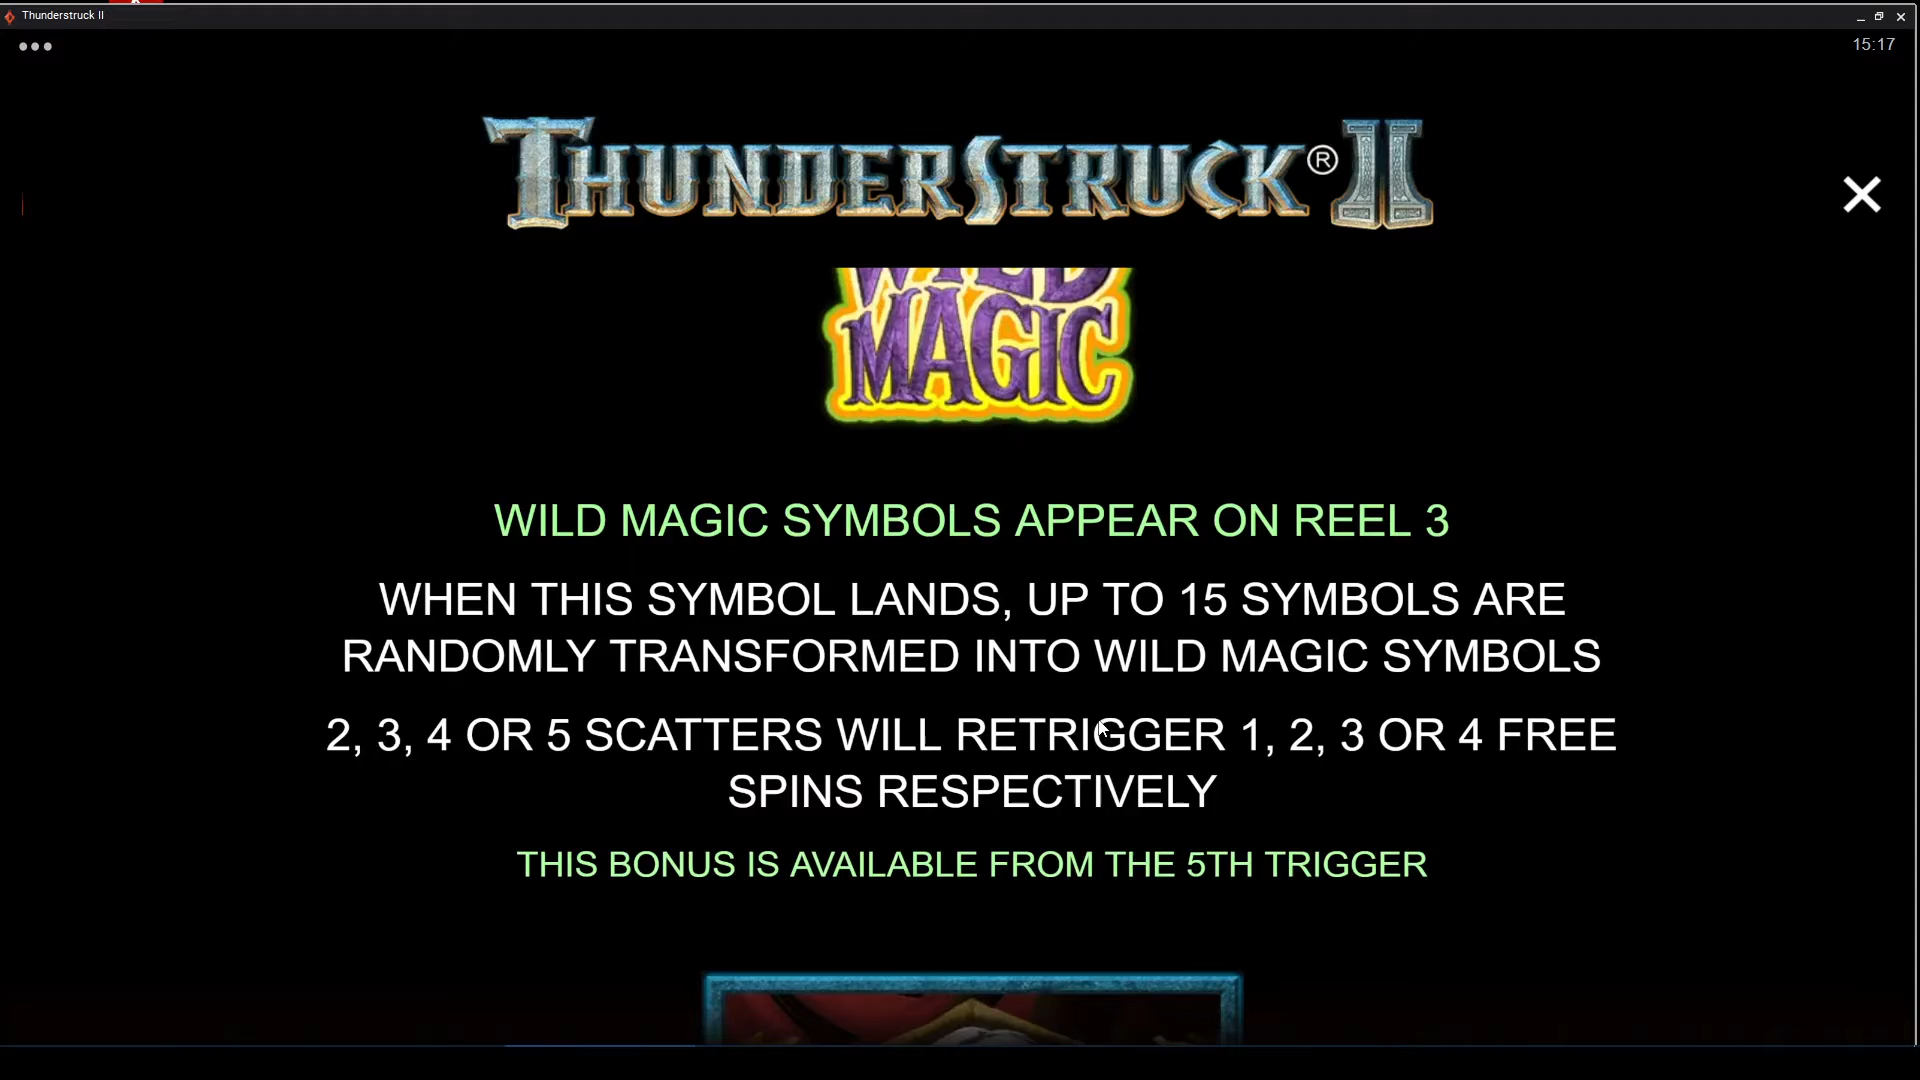 Thunderstruck II
15:17
THUNDERSTRUCK® II
WILD
MAGIC
WILD MAGIC SYMBOLS APPEAR ON REEL 3
WHEN THIS SYMBOL LANDS, UP TO 15 SYMBOLS ARE
RANDOMLY TRANSFORMED INTO WILD MAGIC SYMBOLS
2, 3, 4 OR 5 SCATTERS WILL RETRIGGER 1, 2, 3 OR 4 FREE
SPINS RESPECTIVELY
THIS BONUS IS AVAILABLE FROM THE 5TH TRIGGER